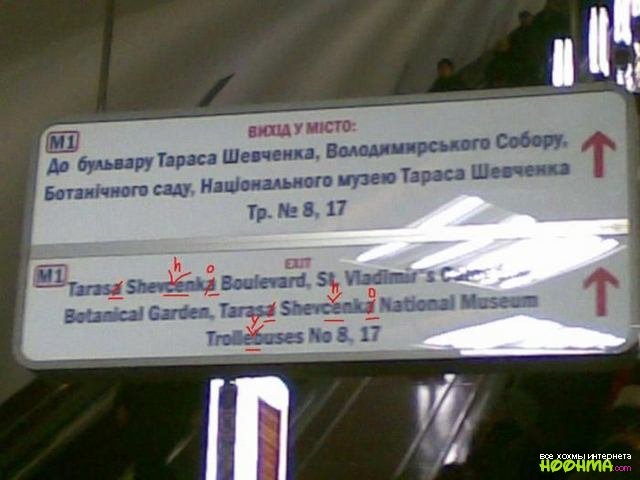 М1
ВИХІД У МІСТО:
До бульвару Тараса Шевченка, Володимирського Собору,
Ботанічного саду, Національного музею Тараса Шевченка
Тр. № 8, 17
h o
М1 EXIT
Tarasa Shevcenka Boulevard, St. Vladimir's
h o
Botanical Garden, Tarasa Shevcenka National Museum
y
Trollebuses No 8, 17
все хохмы интернета
HOOHMA.com